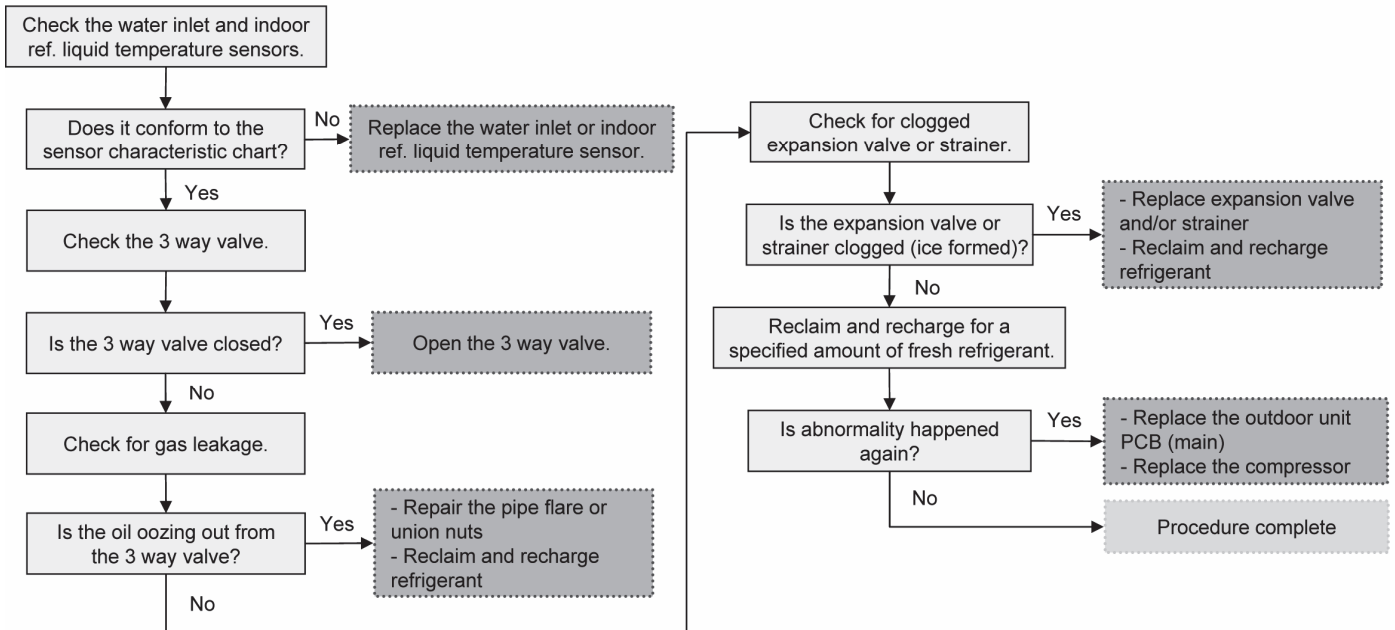 Check the water inlet and indoor
ref. liquid temperature sensors.
Does it conform to the
sensor characteristic chart?
No
Replace the water inlet or indoor
ref. liquid temperature sensor.
Yes
Check the 3 way valve.
Is the 3 way valve closed?
Yes
Open the 3 way valve.
No
Check for gas leakage.
Is the oil oozing out from
the 3 way valve?
Yes
- Repair the pipe flare or
union nuts
- Reclaim and recharge
refrigerant
No
Check for clogged
expansion valve or strainer.
Is the expansion valve or
strainer clogged (ice formed)?
Yes
- Replace expansion valve
and/or strainer
- Reclaim and recharge
refrigerant
No
Reclaim and recharge for a
specified amount of fresh refrigerant.
Is abnormality happened
again?
Yes
- Replace the outdoor unit
PCB (main)
- Replace the compressor
No
Procedure complete